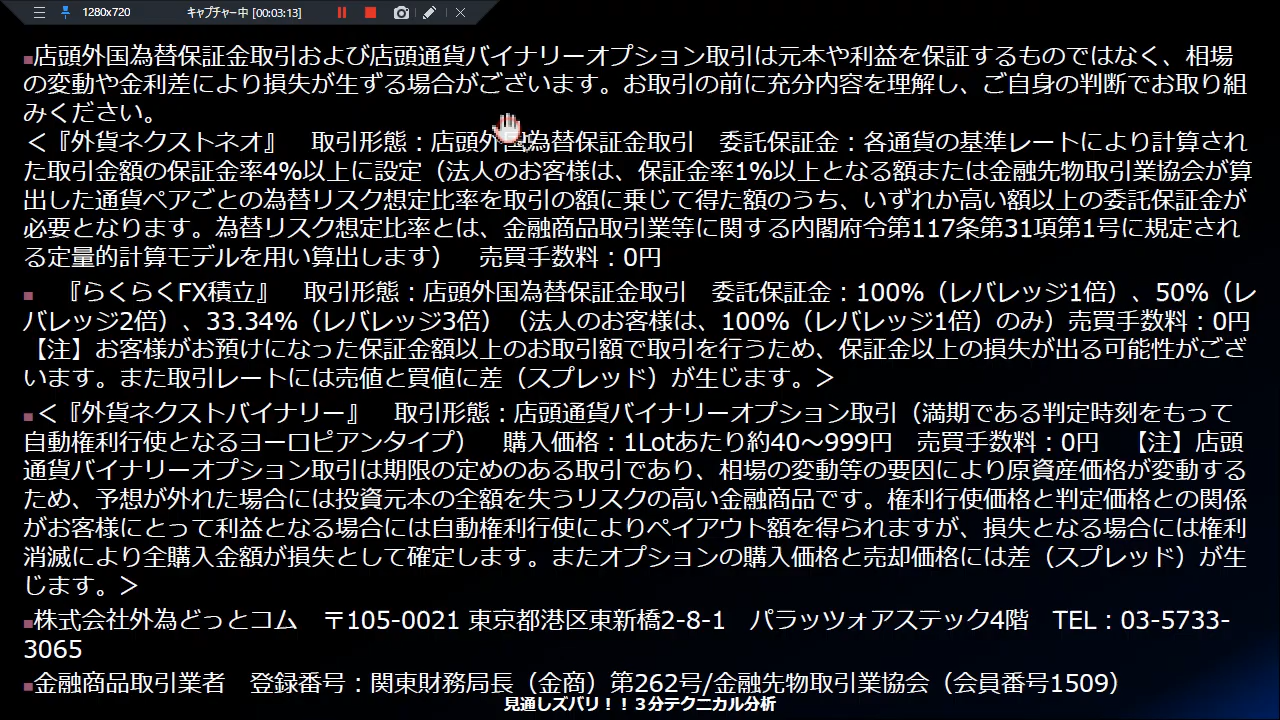 1280x720 キャプチャー中 [00:03:13]
■店頭外国為替保証金取引および店頭通貨バイナリーオプション取引は元本や利益を保証するものではなく、相場
の変動や金利差により損失が生ずる場合がございます。お取引の前に充分内容を理解し、ご自身の判断でお取り組
みください。
＜『外貨ネクストネオ』　取引形態：店頭外国為替保証金取引　委託保証金：各通貨の基準レートにより計算され
た取引金額の保証金率4%以上に設定（法人のお客様は、保証金率1%以上となる額または金融先物取引業協会が算
出した通貨ペアごとの為替リスク想定比率を取引の額に乗じて得た額のうち、いずれか高い額以上の委託保証金が
必要となります。為替リスク想定比率とは、金融商品取引業等に関する内閣府令第117条第31項第1号に規定され
る定量的計算モデルを用い算出します）　売買手数料：0円
■　『らくらくFX積立』　取引形態：店頭外国為替保証金取引　委託保証金：100%（レバレッジ1倍）、50%（レ
バレッジ2倍）、33.34%（レバレッジ3倍）（法人のお客様は、100%（レバレッジ1倍）のみ）売買手数料：0円
【注】お客様がお預けになった保証金額以上のお取引額で取引を行うため、保証金以上の損失が出る可能性がござ
います。また取引レートには売値と買値に差（スプレッド）が生じます。＞
■＜『外貨ネクストバイナリー』　取引形態：店頭通貨バイナリーオプション取引（満期である判定時刻をもって
自動権利行使となるヨーロピアンタイプ）　購入価格：1Lotあたり約40～999円　売買手数料：0円　【注】店頭
通貨バイナリーオプション取引は期限の定めのある取引であり、相場の変動等の要因により原資産価格が変動する
ため、予想が外れた場合には投資元本の全額を失うリスクの高い金融商品です。権利行使価格と判定価格との関係
がお客様にとって利益となる場合には自動権利行使によりペイアウト額を得られますが、損失となる場合には権利
消滅により全購入金額が損失として確定します。またオプションの購入価格と売却価格には差（スプレッド）が生
じます。＞
■株式会社外為どっとコム　〒105-0021 東京都港区東新橋2-8-1　パラッツォアステック4階　TEL：03-5733-
3065
■金融商品取引業者　登録番号：関東財務局長（金商）第262号/金融先物取引業協会（会員番号1509）
見通しズバリ！！３分テクニカル分析